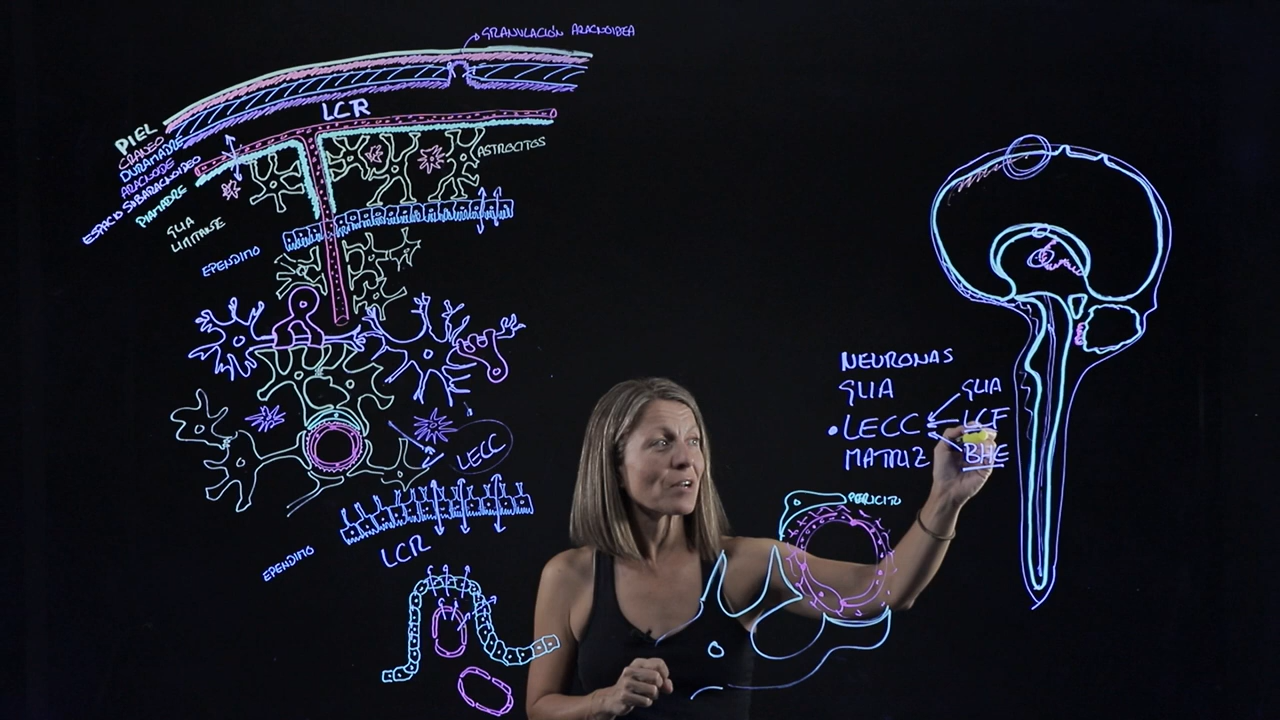 GRANULACIÓN ARACNOIDEA
LCR
PIEL
CRANEO
DURAMADRE
ARACNOIDE
ESPACIO SUBARACNOIDEO
PIAMADRE
GLIA
LIMITANTE
ASTROCITOS
EPENDIMO
LECC
EPENDIMO
LCR
NEURONAS
GLIA
GLIA
LECC
LCF
MATRIZ
BHE
PERICITO